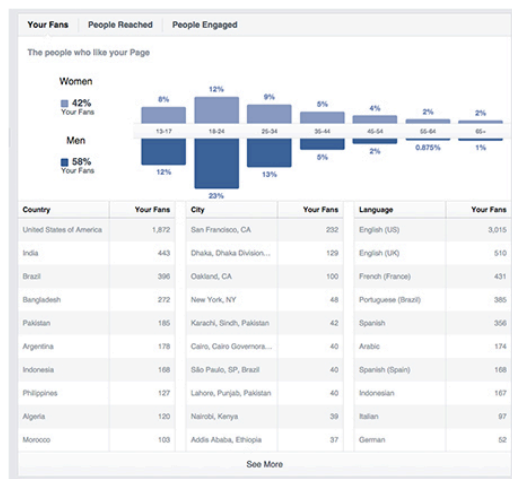 Your Fans People Reached People Engaged
The people who like your Page
Women
42%
Your Fans
8% 12% 9% 5% 4% 2% 2%
13-17 18-24 25-34 35-44 45-54 55-64 65+
Men
58%
Your Fans
12% 23% 13% 5% 2% 0.875% 1%
Country Your Fans City Your Fans Language Your Fans
United States of America 1,872 San Francisco, CA 232 English (US) 3,015
India 443 Dhaka, Dhaka Division... 129 English (UK) 510
Brazil 396 Oakland, CA 100 French (France) 431
Bangladesh 272 New York, NY 48 Portuguese (Brazil) 385
Pakistan 185 Karachi, Sindh, Pakistan 42 Spanish 356
Argentina 178 Cairo, Cairo Governora... 40 Arabic 174
Indonesia 168 São Paulo, SP, Brazil 40 Spanish (Spain) 168
Philippines 127 Lahore, Punjab, Pakistan 40 Indonesian 167
Algeria 120 Nairobi, Kenya 39 Italian 97
Morocco 103 Addis Ababa, Ethiopia 37 German 52
See More